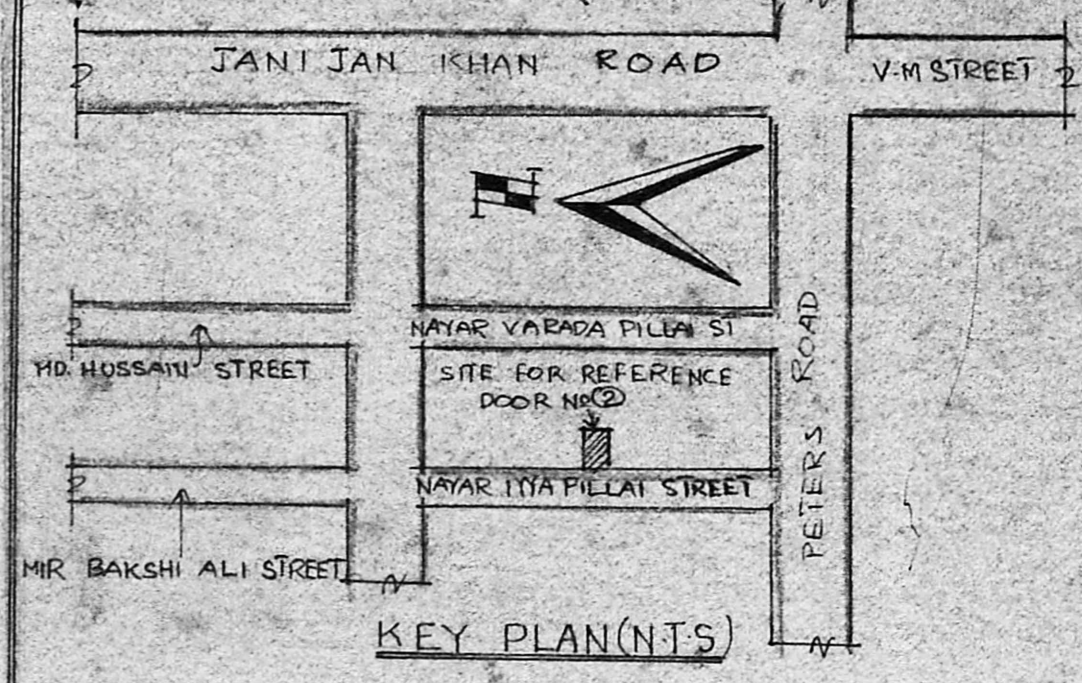 JANI JAN KHAN ROAD
V.M STREET
NAYAR VARADA PILLAI ST
MD. HUSSAIN STREET
SITE FOR REFERENCE
DOOR No (2)
PETERS ROAD
NAYAR IYYA PILLAI STREET
MIR BAKSHI ALI STREET
KEY PLAN (N.T.S)